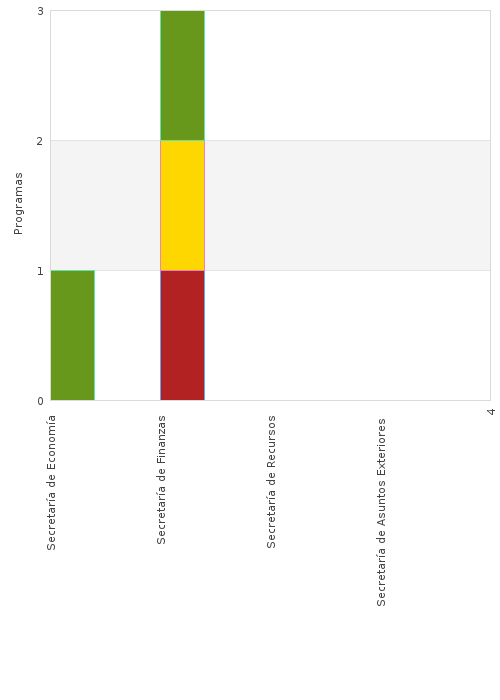 3
2
1
0
Programas
Secretaría de Economía
Secretaría de Finanzas
Secretaría de Recursos
Secretaría de Asuntos Exteriores
4